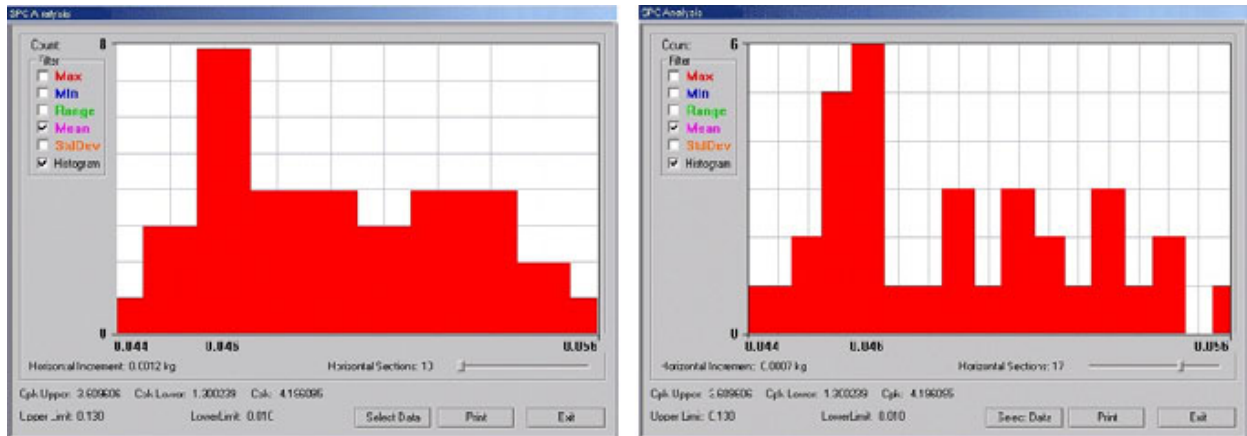 SPC Analysis
Count: 8
Filter
Max
Min
Range
Mean
StdDev
Histogram
0
0.044 0.046 0.056
Horizontal Increment: 0.0012 kg Horizontal Sections: 10
Cpk Upper: 3.609606 Cpk Lower: 1.300239 Cpk: 4.156095
Upper Limit: 0.130 LowerLimit: 0.010 Select Data Print Exit
SPC Analysis
Count: 6
Filter
Max
Min
Range
Mean
StdDev
Histogram
0
0.044 0.046 0.056
Horizontal Increment: 0.0007 kg Horizontal Sections: 17
Cpk Upper: 3.609606 Cpk Lower: 1.300239 Cpk: 4.156095
Upper Limit: 0.130 LowerLimit: 0.010 Select Data Print Exit